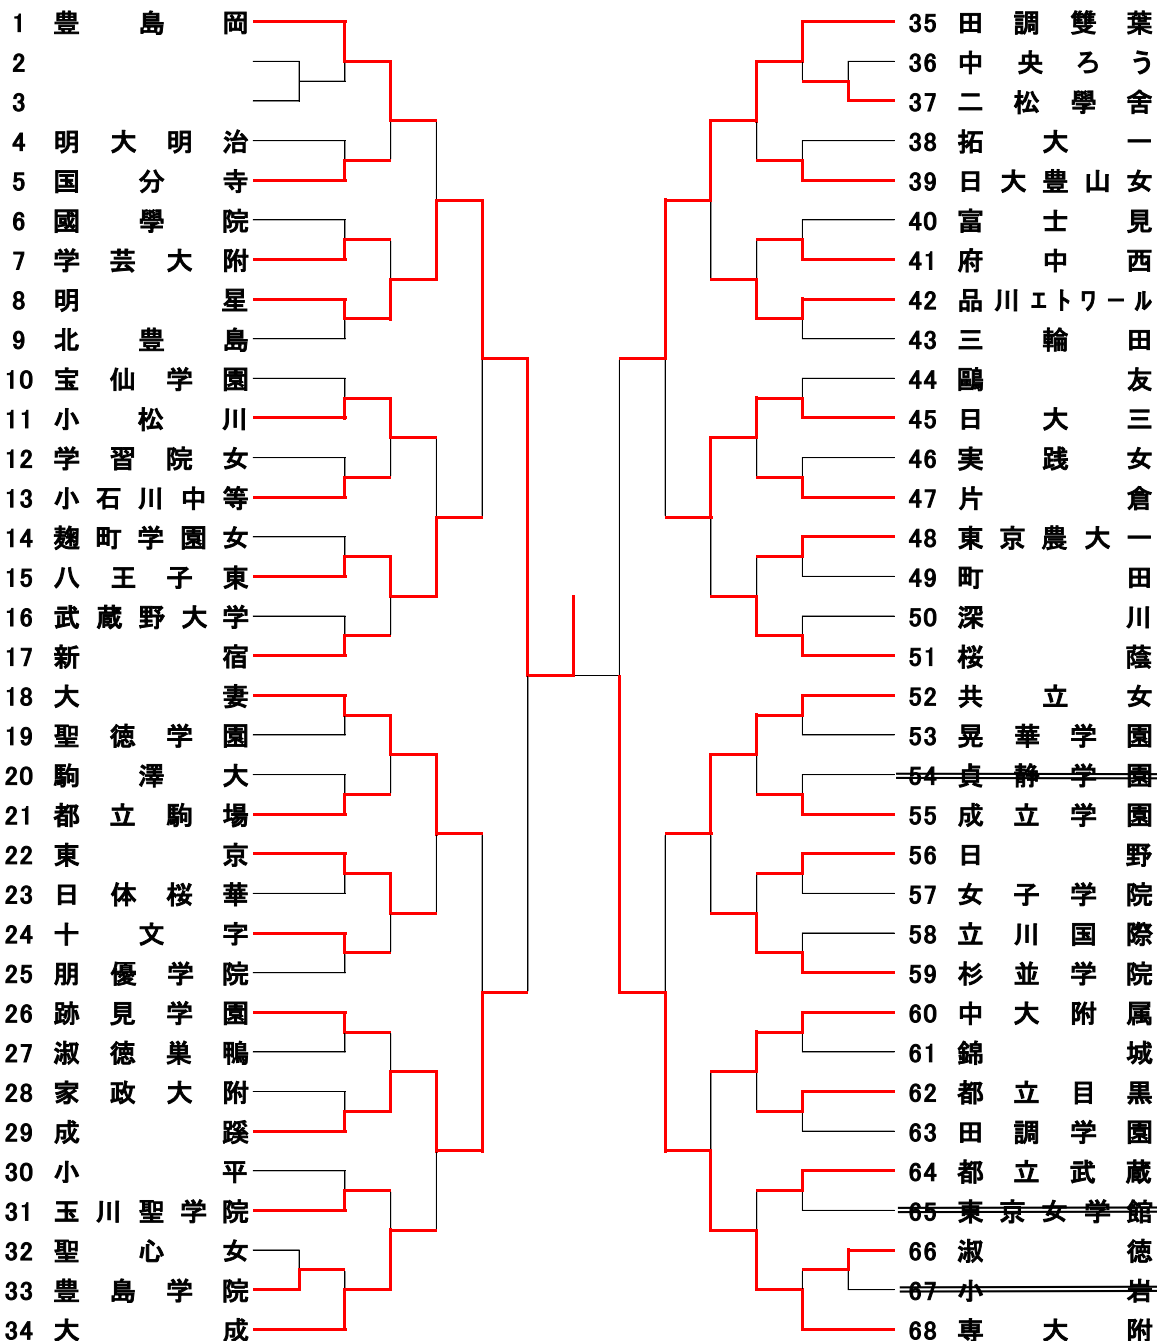 1 豊島岡
2
3
4 明大明治
5 国分寺
6 國學院
7 学芸大附
8 明星
9 北豊島
10 宝仙学園
11 小松川
12 学習院女
13 小石川中等
14 麹町学園女
15 八王子東
16 武蔵野大学
17 新宿
18 大妻
19 聖徳学園
20 駒澤大
21 都立駒場
22 東京
23 日体桜華
24 十文字
25 朋優学院
26 跡見学園
27 淑徳巣鴨
28 家政大附
29 成蹊
30 小平
31 玉川聖学院
32 聖心女
33 豊島学院
34 大成
35 田調雙葉
36 中央ろう
37 二松學舎
38 拓大一
39 日大豊山女
40 富士見
41 府中西
42 品川エトワール
43 三輪田
44 鷗友
45 日大三
46 実践女
47 片倉
48 東京農大一
49 町田
50 深川
51 桜蔭
52 共立女
53 晃華学園
54 貞静学園
55 成立学園
56 日野
57 女子学院
58 立川国際
59 杉並学院
60 中大附属
61 錦城
62 都立目黒
63 田調学園
64 都立武蔵
65 東京女学館
66 淑徳
67 小岩
68 専大附